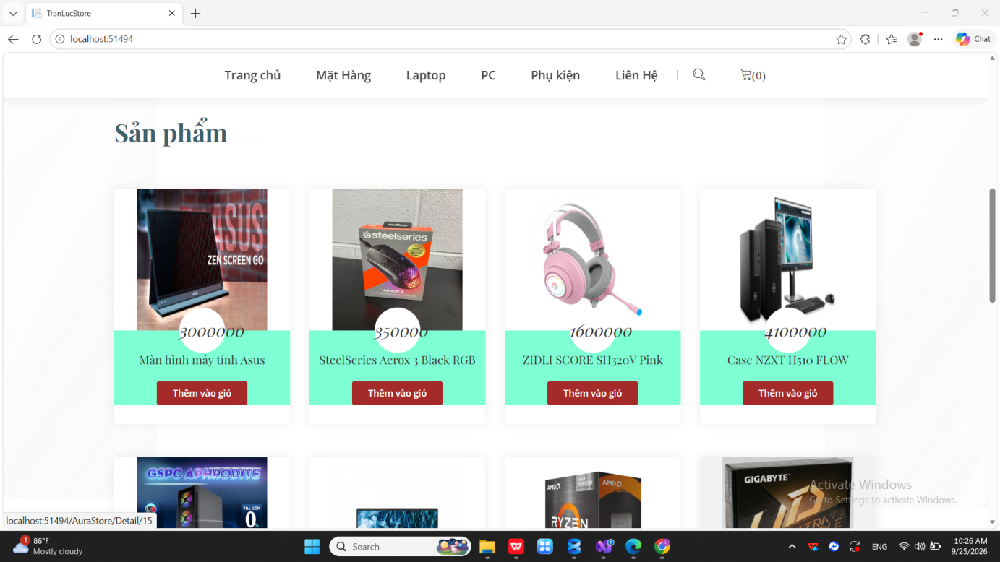 TranLucStore
localhost:51494
Chat
Trang chủ
Mặt Hàng
Laptop
PC
Phụ kiện
Liên Hệ
(0)
Sản phẩm
ASUS
ZEN SCREEN GO
3000000
Màn hình máy tính Asus
Thêm vào giỏ
steelseries
AEROX 3
350000
SteelSeries Aerox 3 Black RGB
Thêm vào giỏ
1600000
ZIDLI SCORE SH320V Pink
Thêm vào giỏ
4100000
Case NZXT H510 FLOW
Thêm vào giỏ
GSPC APHRODITE
TRẢ GÓP
0%
AMD
AMD
RADEON
RYZEN
GIGABYTE
Activate Windows
Go to Settings to activate Windows.
localhost:51494/AuraStore/Detail/15
1
86°F
Mostly cloudy
Search
ENG
10:26 AM
9/25/2026